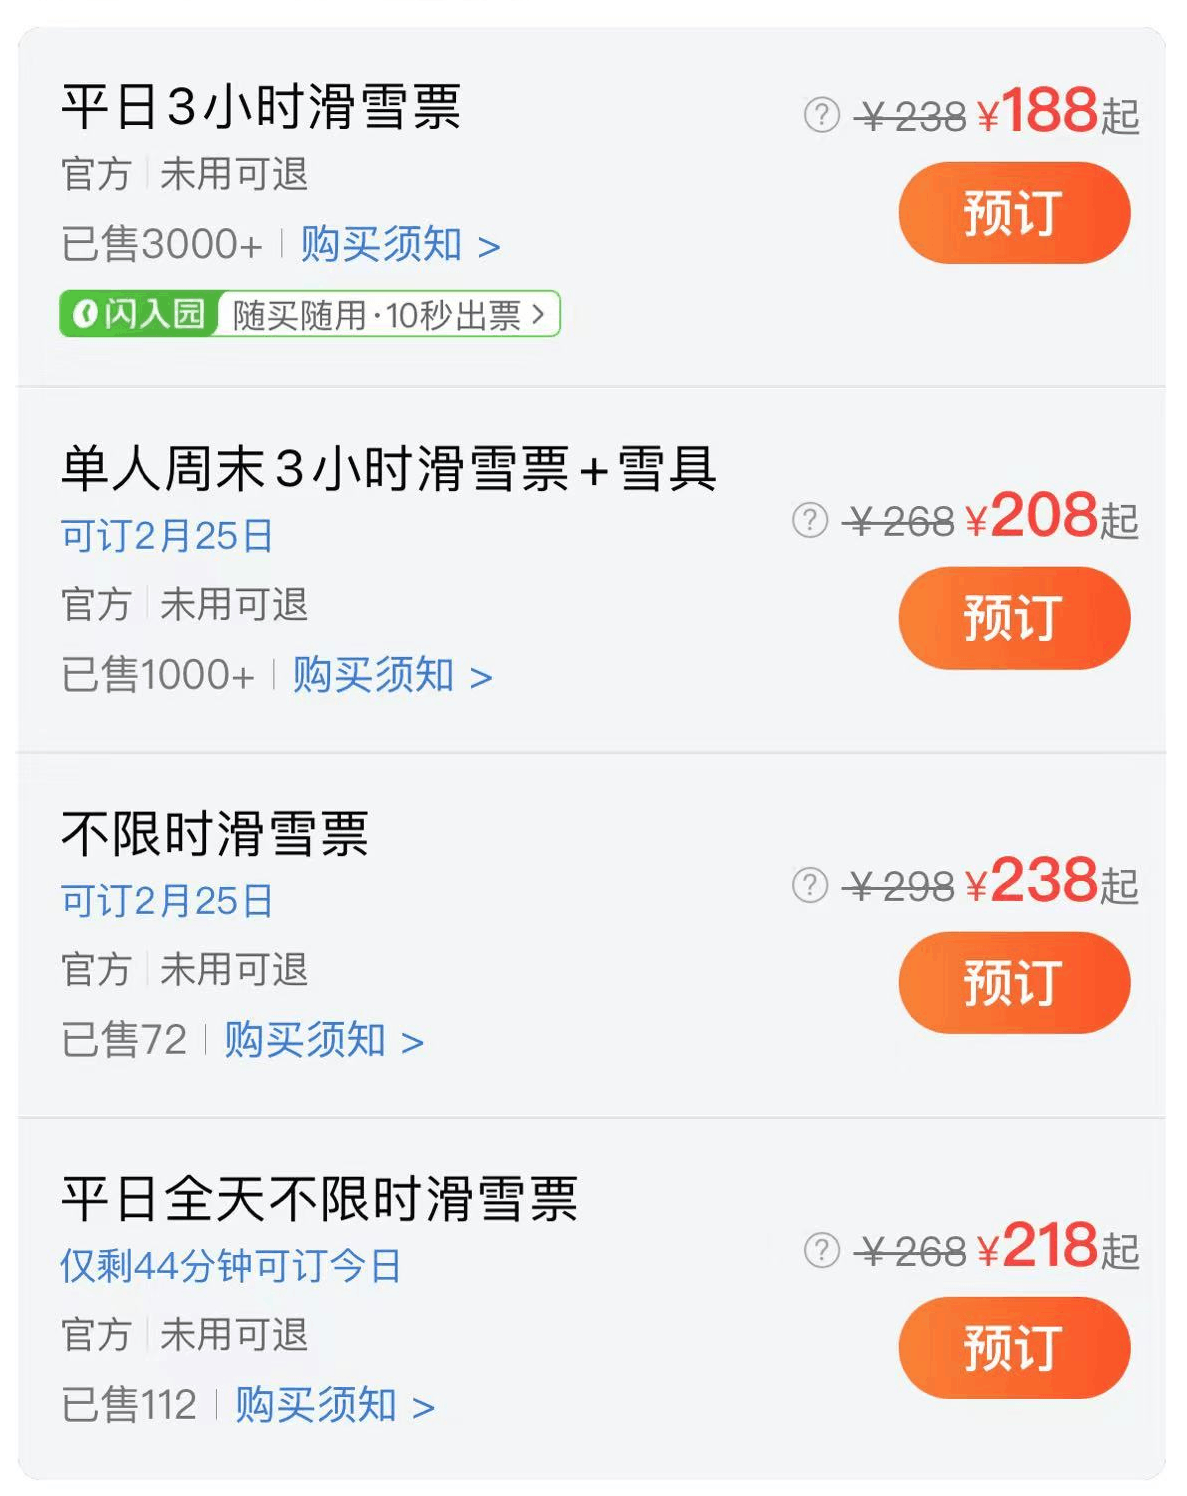 平日3小时滑雪票
? ¥238 ¥188起
官方 | 未用可退
预订
已售3000+ | 购买须知 >
闪入园 随买随用·10秒出票 >
单人周末3小时滑雪票+雪具
? ¥268 ¥208起
可订2月25日
官方 | 未用可退
预订
已售1000+ | 购买须知 >
不限时滑雪票
? ¥298 ¥238起
可订2月25日
官方 | 未用可退
预订
已售72 | 购买须知 >
平日全天不限时滑雪票
? ¥268 ¥218起
仅剩44分钟可订今日
官方 | 未用可退
预订
已售112 | 购买须知 >